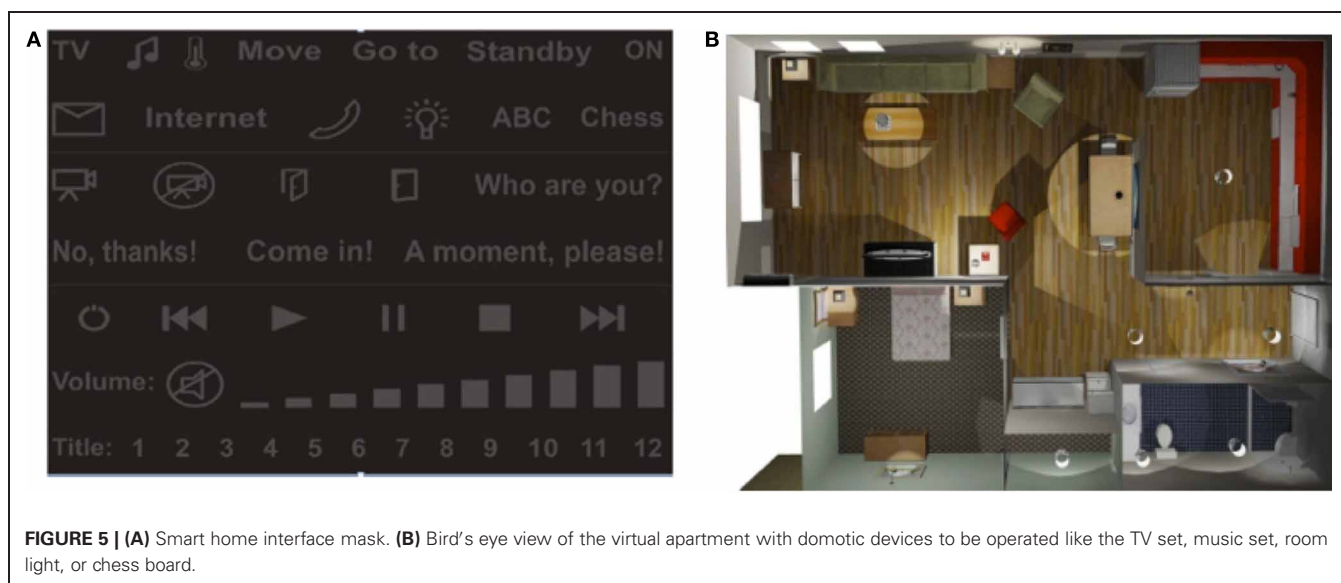 A
TV Move Go to Standby ON
Internet ABC Chess
Who are you?
No, thanks! Come in! A moment, please!
Volume:
Title: 1 2 3 4 5 6 7 8 9 10 11 12
B
FIGURE 5 | (A) Smart home interface mask. (B) Bird's eye view of the virtual apartment with domotic devices to be operated like the TV set, music set, room
light, or chess board.